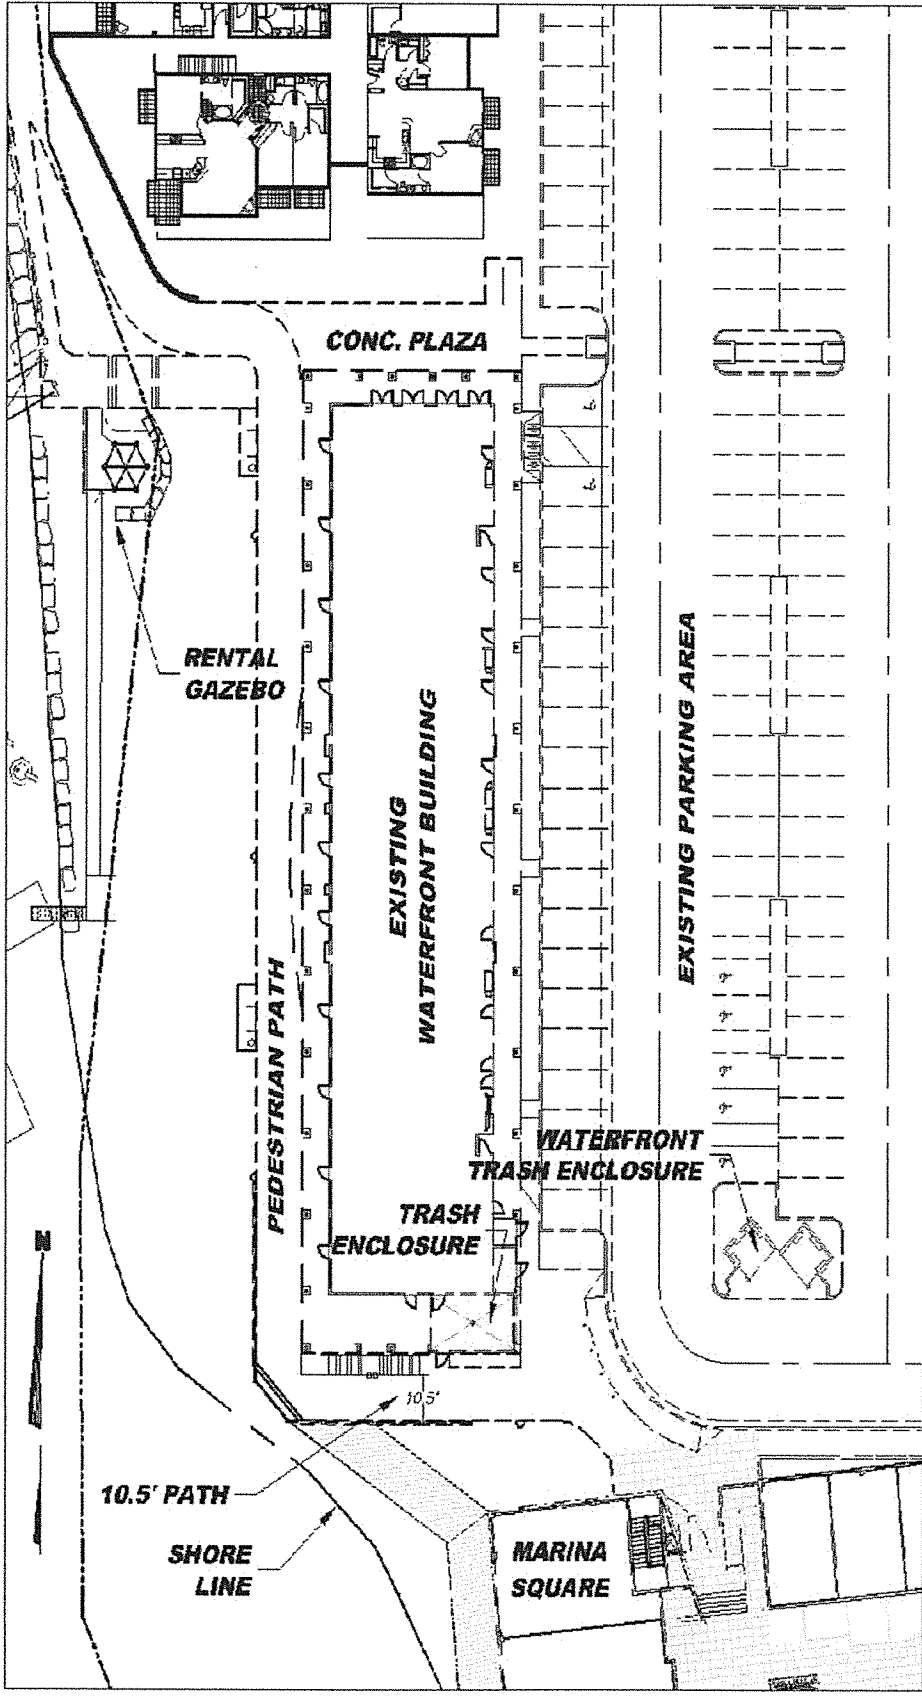 CONC. PLAZA
RENTAL
GAZEBO
EXISTING
WATERFRONT BUILDING
EXISTING PARKING AREA
PEDESTRIAN PATH
WATERFRONT
TRASH ENCLOSURE
TRASH
ENCLOSURE
N
10.5'
10.5' PATH
SHORE
LINE
MARINA
SQUARE